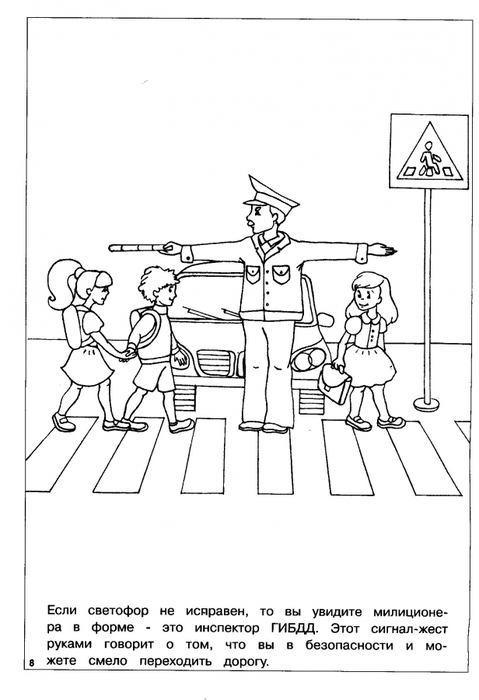 Если светофор не исправен, то вы увидите милиционе-
ра в форме - это инспектор ГИБДД. Этот сигнал-жест
руками говорит о том, что вы в безопасности и мо-
жете смело переходить дорогу.
8